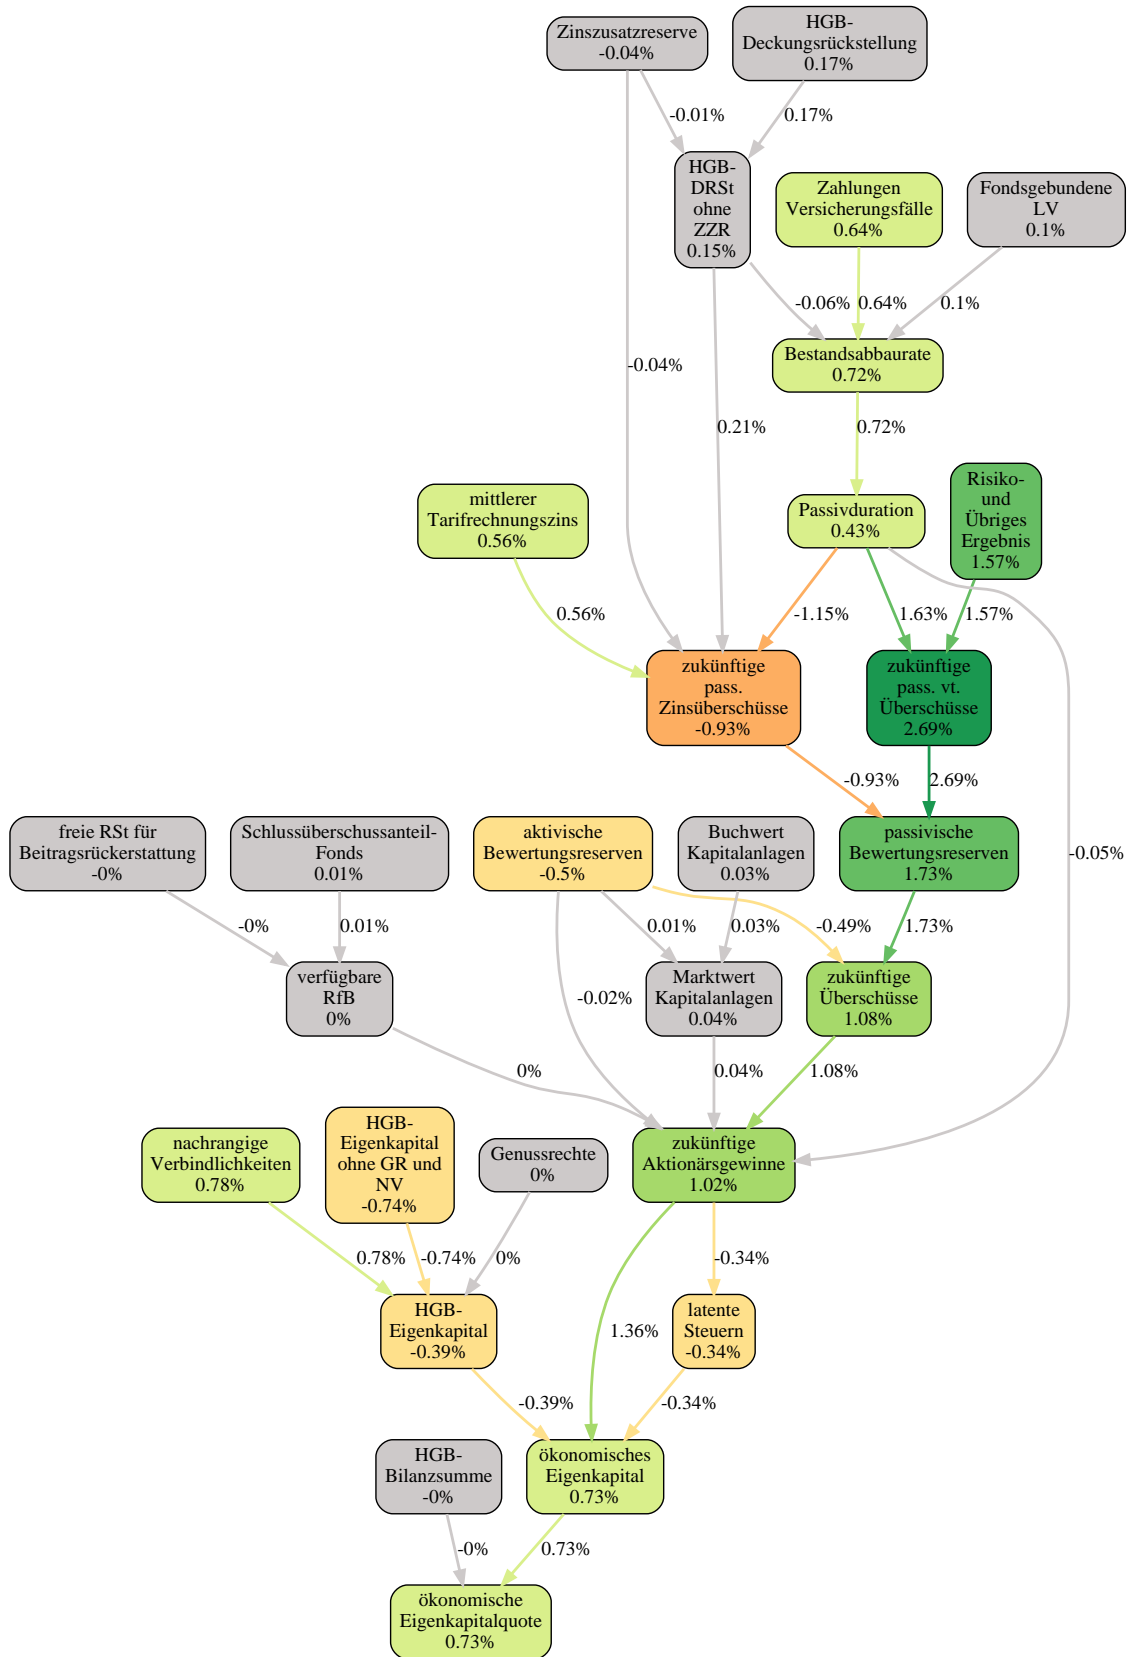 Zinszusatzreserve
-0.04%
HGB-
Deckungsrückstellung
0.17%
-0.01%
0.17%
HGB-
DRSt
ohne
ZZR
0.15%
Zahlungen
Versicherungsfälle
0.64%
Fondsgebundene
LV
0.1%
-0.06%
0.64%
0.1%
Bestandsabbaurate
0.72%
-0.04%
0.21%
0.72%
mittlerer
Tarifrechnungszins
0.56%
Passivduration
0.43%
Risiko-
und
Übriges
Ergebnis
1.57%
0.56%
-1.15%
1.63%
1.57%
zukünftige
pass.
Zinsüberschüsse
-0.93%
zukünftige
pass. vt.
Überschüsse
2.69%
-0.93%
2.69%
freie RSt für
Beitragsrückerstattung
-0%
Schlussüberschussanteil-
Fonds
0.01%
aktivische
Bewertungsreserven
-0.5%
Buchwert
Kapitalanlagen
0.03%
passivische
Bewertungsreserven
1.73%
-0.05%
-0%
0.01%
0.01%
0.03%
-0.49%
1.73%
verfügbare
RfB
0%
-0.02%
Marktwert
Kapitalanlagen
0.04%
zukünftige
Überschüsse
1.08%
0%
0.04%
1.08%
nachrangige
Verbindlichkeiten
0.78%
HGB-
Eigenkapital
ohne GR und
NV
-0.74%
Genussrechte
0%
zukünftige
Aktionärsgewinne
1.02%
0.78%
-0.74%
0%
-0.34%
HGB-
Eigenkapital
-0.39%
1.36%
latente
Steuern
-0.34%
-0.39%
-0.34%
HGB-
Bilanzsumme
-0%
ökonomisches
Eigenkapital
0.73%
-0%
0.73%
ökonomische
Eigenkapitalquote
0.73%